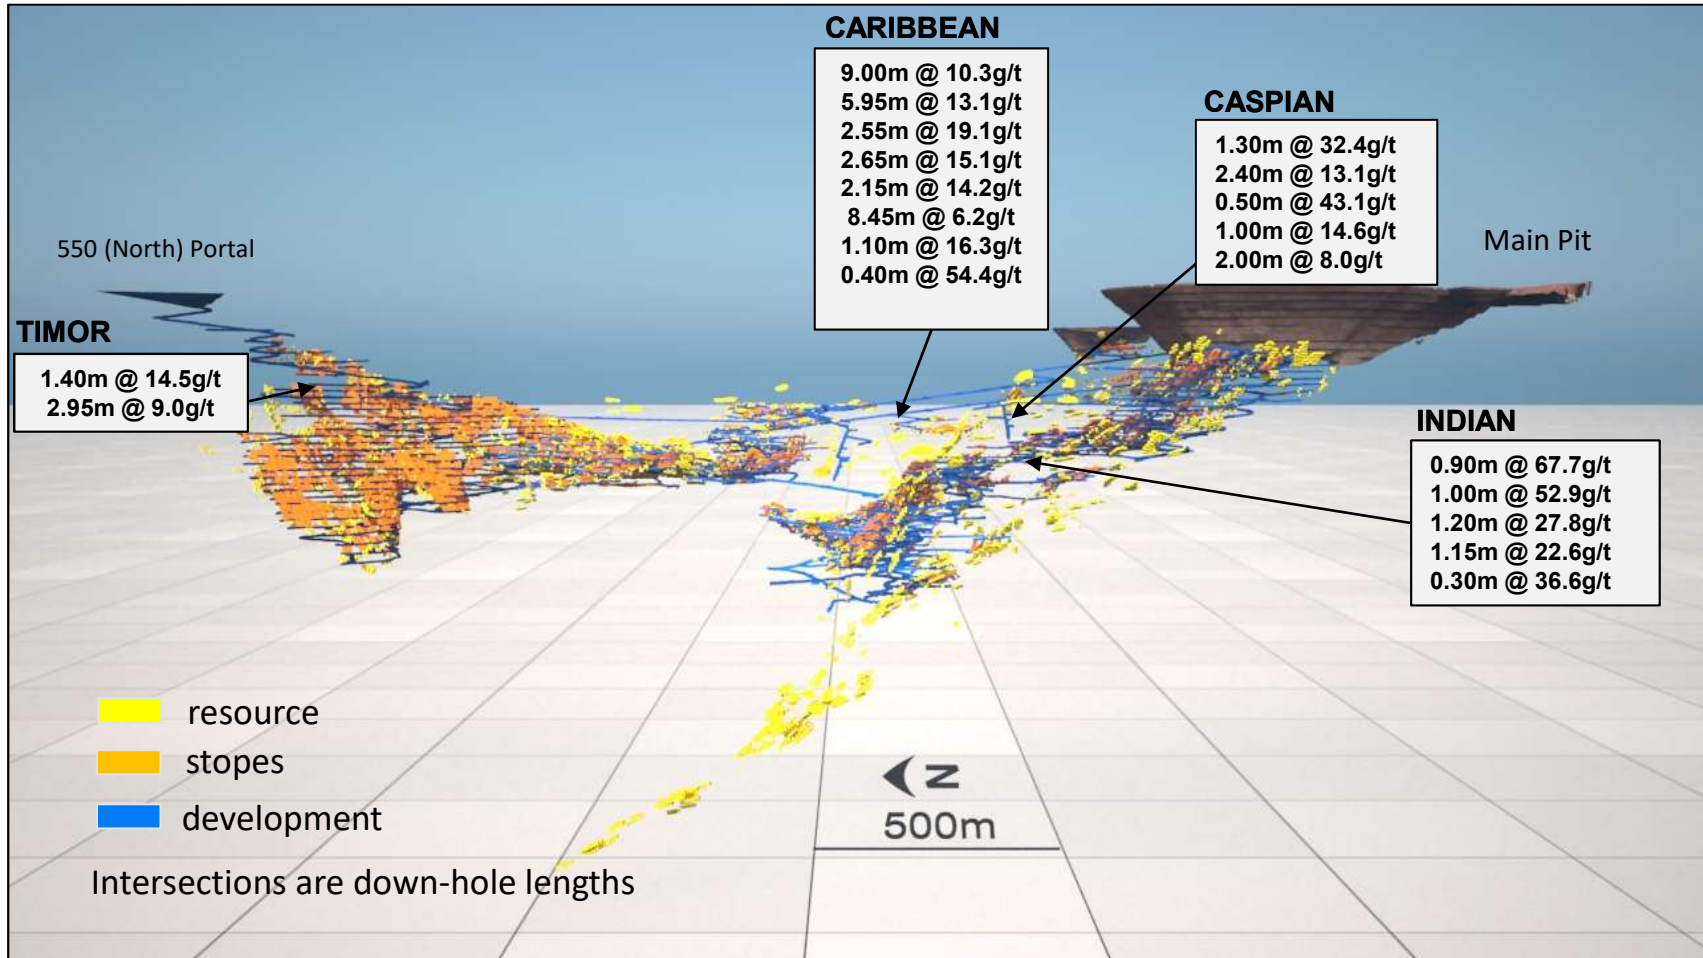 CARIBBEAN
9.00m @ 10.3g/t
5.95m @ 13.1g/t
2.55m @ 19.1g/t
2.65m @ 15.1g/t
2.15m @ 14.2g/t
8.45m @ 6.2g/t
1.10m @ 16.3g/t
0.40m @ 54.4g/t
CASPIAN
1.30m @ 32.4g/t
2.40m @ 13.1g/t
0.50m @ 43.1g/t
1.00m @ 14.6g/t
2.00m @ 8.0g/t
550 (North) Portal
Main Pit
TIMOR
1.40m @ 14.5g/t
2.95m @ 9.0g/t
INDIAN
0.90m @ 67.7g/t
1.00m @ 52.9g/t
1.20m @ 27.8g/t
1.15m @ 22.6g/t
0.30m @ 36.6g/t
resource
stopes
development
N
500m
Intersections are down-hole lengths